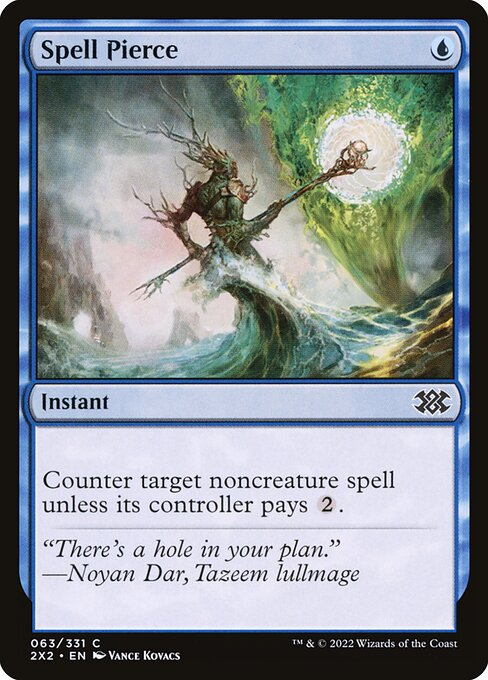 Spell Pierce
Instant
Counter target noncreature spell
unless its controller pays 2.
“There’s a hole in your plan.”
—Noyan Dar, Tazeem lullmage
063/331 C
2X2 • EN Vance Kovacs
™ & © 2022 Wizards of the Coast